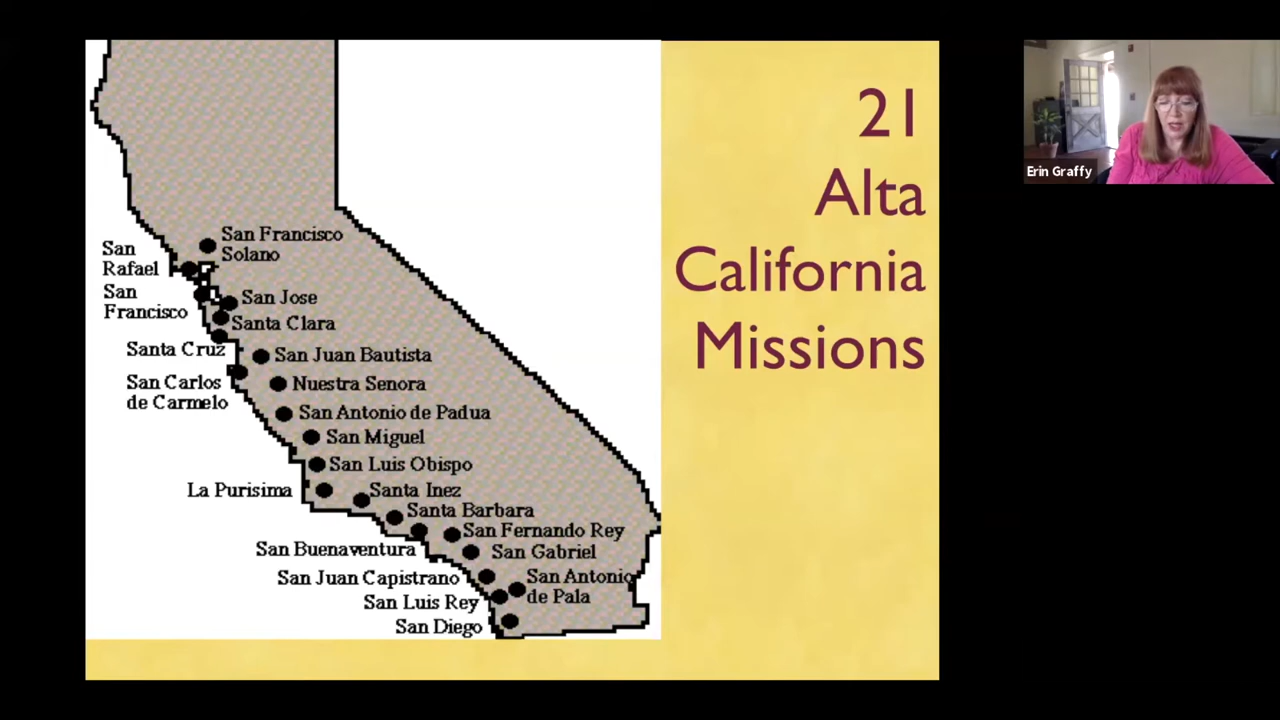 21
Alta
California
Missions
San Francisco
Solano
San
Rafael
San
Francisco
San Jose
Santa Clara
Santa Cruz
San Juan Bautista
San Carlos
de Carmelo
Nuestra Senora
San Antonio de Padua
San Miguel
San Luis Obispo
La Purisima
Santa Inez
Santa Barbara
San Fernando Rey
San Buenaventura
San Gabriel
San Juan Capistrano
San Antonio
de Pala
San Luis Rey
San Diego
Erin Graffy